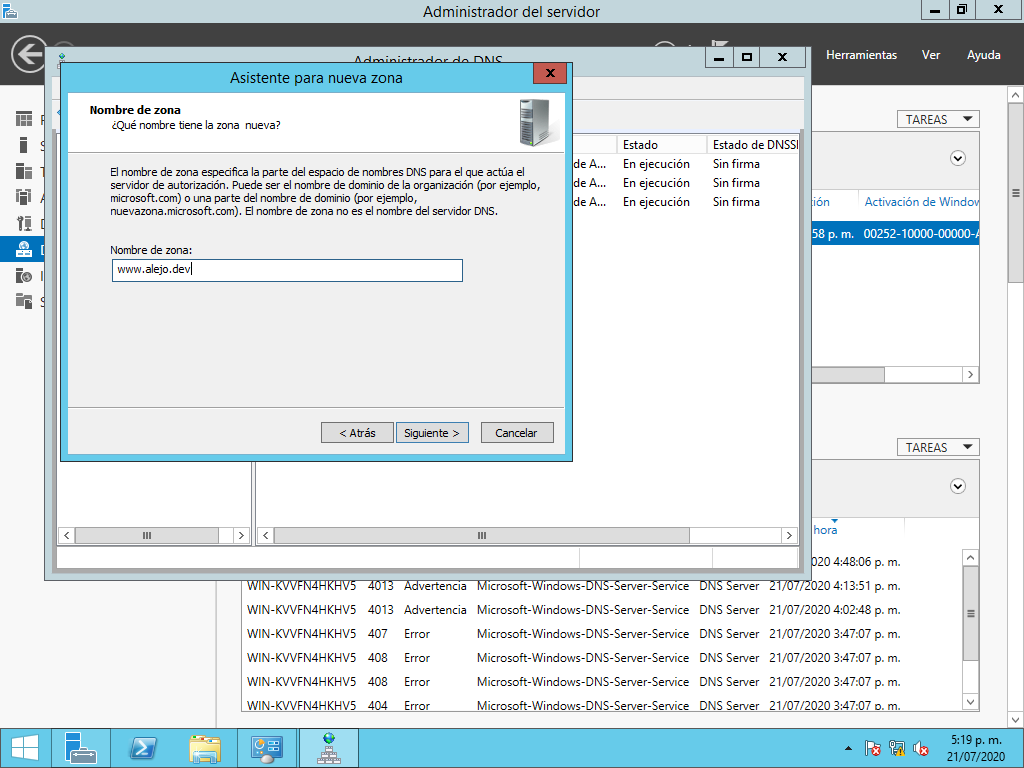 Administrador del servidor
Herramientas Ver Ayuda
Administrador de DNS
Asistente para nueva zona
Nombre de zona
¿Qué nombre tiene la zona nueva?
El nombre de zona especifica la parte del espacio de nombres DNS para el que actúa el
servidor de autorización. Puede ser el nombre de dominio de la organización (por ejemplo,
microsoft.com) o una parte del nombre de dominio (por ejemplo,
nuevazona.microsoft.com). El nombre de zona no es el nombre del servidor DNS.
Nombre de zona:
www.alejo.dev
< Atrás Siguiente > Cancelar
Estado Estado de DNSS
de A... En ejecución Sin firma
de A... En ejecución Sin firma
de A... En ejecución Sin firma
TAREAS
ión Activación de Window
58 p. m. 00252-10000-00000-A
TAREAS
hora
020 4:48:06 p. m.
WIN-KVVFN4HKHV5 4013 Advertencia Microsoft-Windows-DNS-Server-Service DNS Server 21/07/2020 4:13:51 p. m.
WIN-KVVFN4HKHV5 4013 Advertencia Microsoft-Windows-DNS-Server-Service DNS Server 21/07/2020 4:02:48 p. m.
WIN-KVVFN4HKHV5 407 Error Microsoft-Windows-DNS-Server-Service DNS Server 21/07/2020 3:47:07 p. m.
WIN-KVVFN4HKHV5 408 Error Microsoft-Windows-DNS-Server-Service DNS Server 21/07/2020 3:47:07 p. m.
WIN-KVVFN4HKHV5 408 Error Microsoft-Windows-DNS-Server-Service DNS Server 21/07/2020 3:47:07 p. m.
WIN-KVVFN4HKHV5 404 Error Microsoft-Windows-DNS-Server-Service DNS Server 21/07/2020 3:47:07 p. m.
5:19 p. m.
21/07/2020